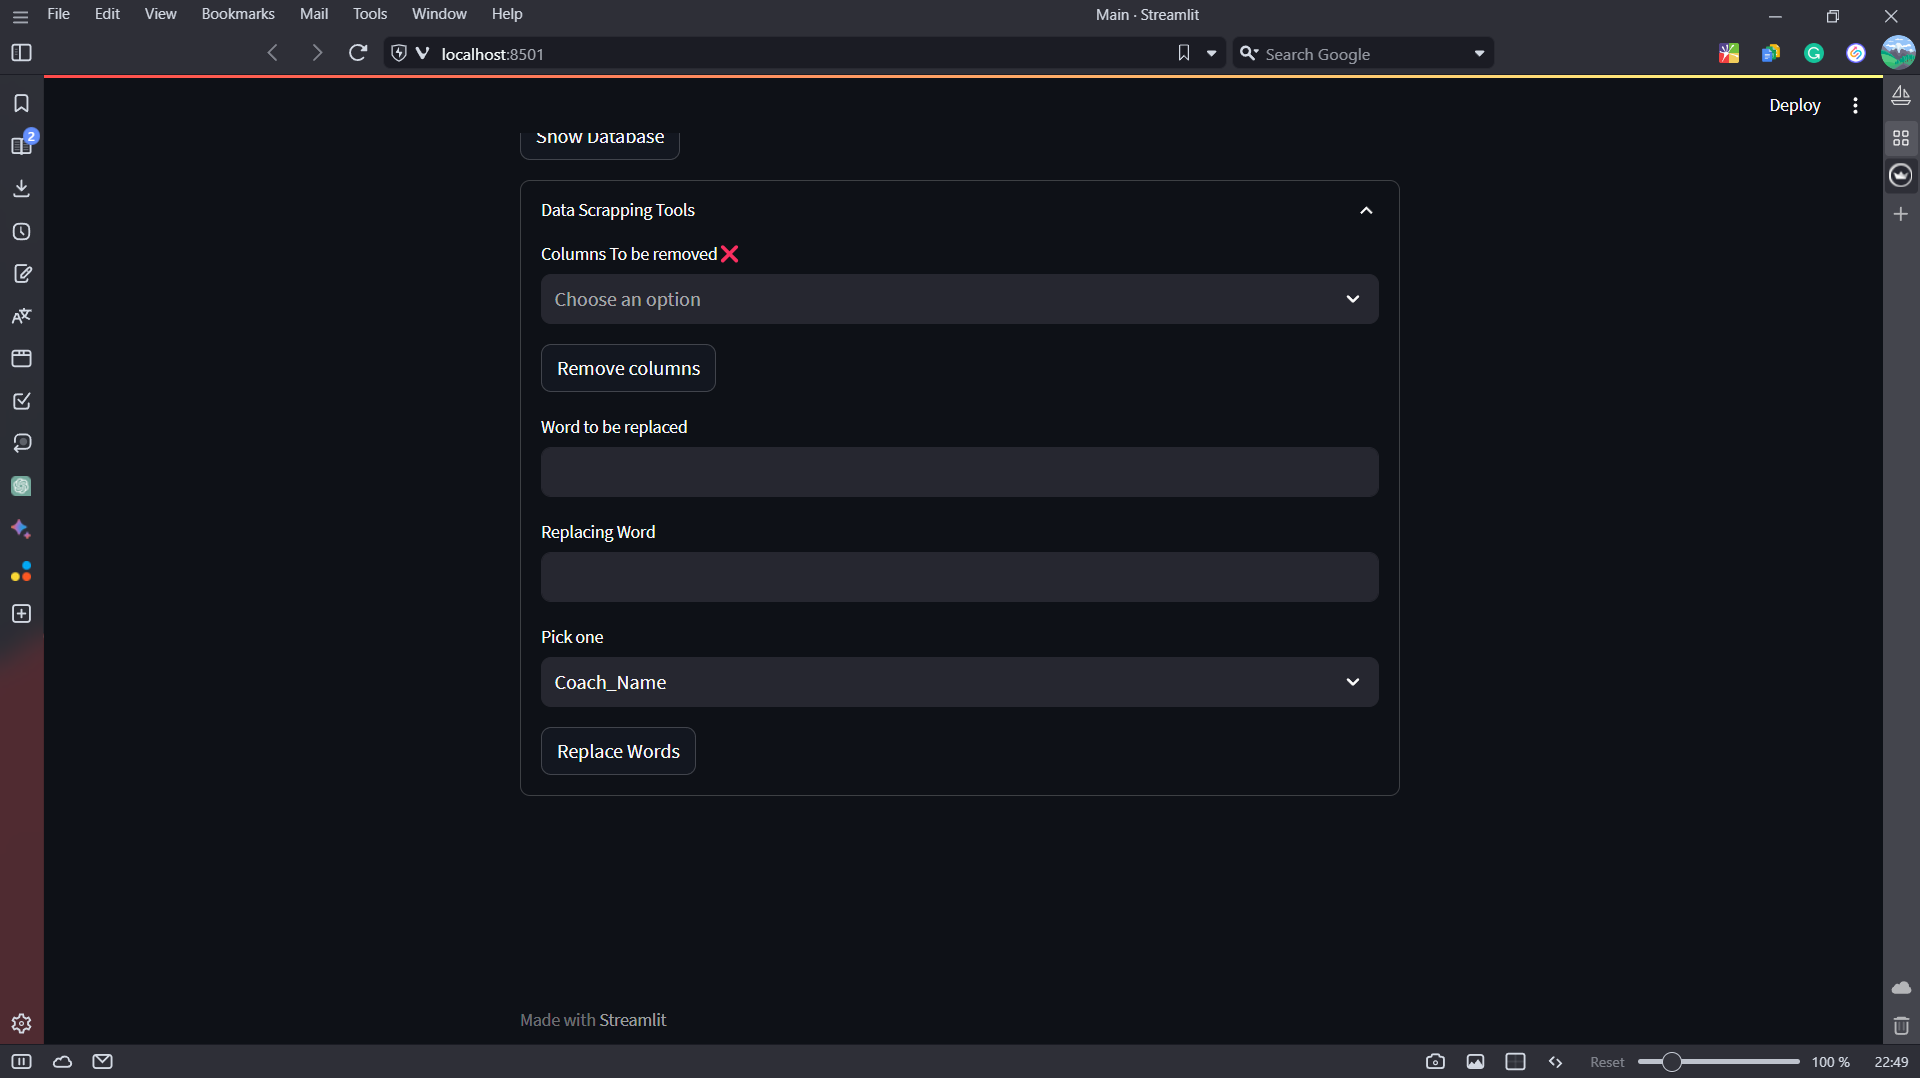 File Edit View Bookmarks Mail Tools Window Help
Main · Streamlit
localhost:8501
Search Google
2
Deploy
Show Database
Data Scrapping Tools
Columns To be removed❌
Choose an option
Remove columns
Word to be replaced
Replacing Word
Pick one
Coach_Name
Replace Words
Made with Streamlit
Reset
100 %
22:49